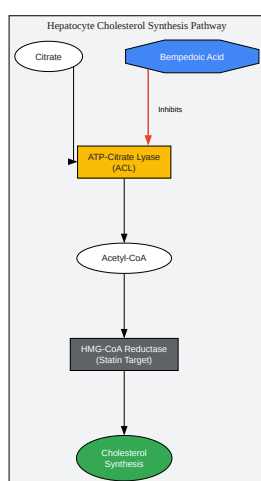 Hepatocyte Cholesterol Synthesis Pathway
Citrate
Bempedoic Acid
Inhibits
ATP-Citrate Lyase
(ACL)
Acetyl-CoA
HMG-CoA Reductase
(Statin Target)
Cholesterol
Synthesis